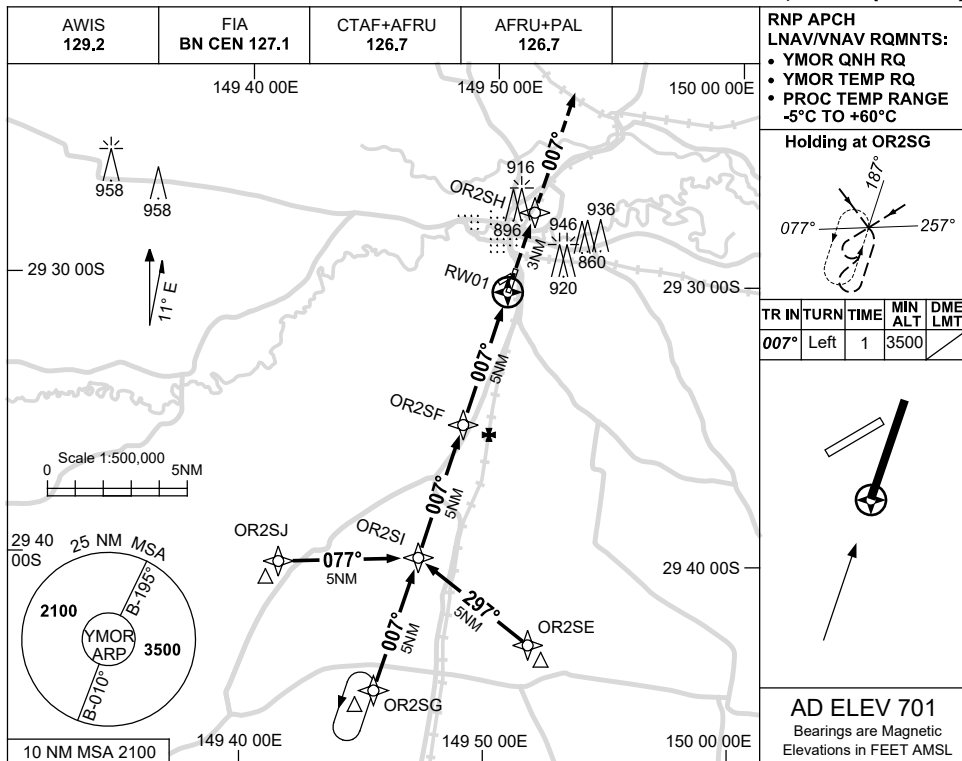 AWIS
129.2
FIA
BN CEN 127.1
CTAF+AFRU
126.7
AFRU+PAL
126.7
RNP APCH
LNAV/VNAV RQMNTS:
• YMOR QNH RQ
• YMOR TEMP RQ
• PROC TEMP RANGE
-5°C TO +60°C
149 40 00E
149 50 00E
150 00 00E
Holding at OR2SG
187°
077°
257°
TR IN TURN TIME MIN ALT DME LMT
007° Left 1 3500
958
958
916
007°
OR2SH
896
946
936
860
920
3NM
RW01
29 30 00S
29 30 00S
11° E
007°
5NM
OR2SF
Scale 1:500,000
0 5NM
007°
5NM
OR2SJ
OR2SI
29 40
00S
077°
5NM
29 40 00S
297°
5NM
OR2SE
007°
5NM
OR2SG
25 NM MSA
B-195°
2100
YMOR
ARP
3500
B-010°
10 NM MSA 2100
149 40 00E
149 50 00E
150 00 00E
AD ELEV 701
Bearings are Magnetic
Elevations in FEET AMSL